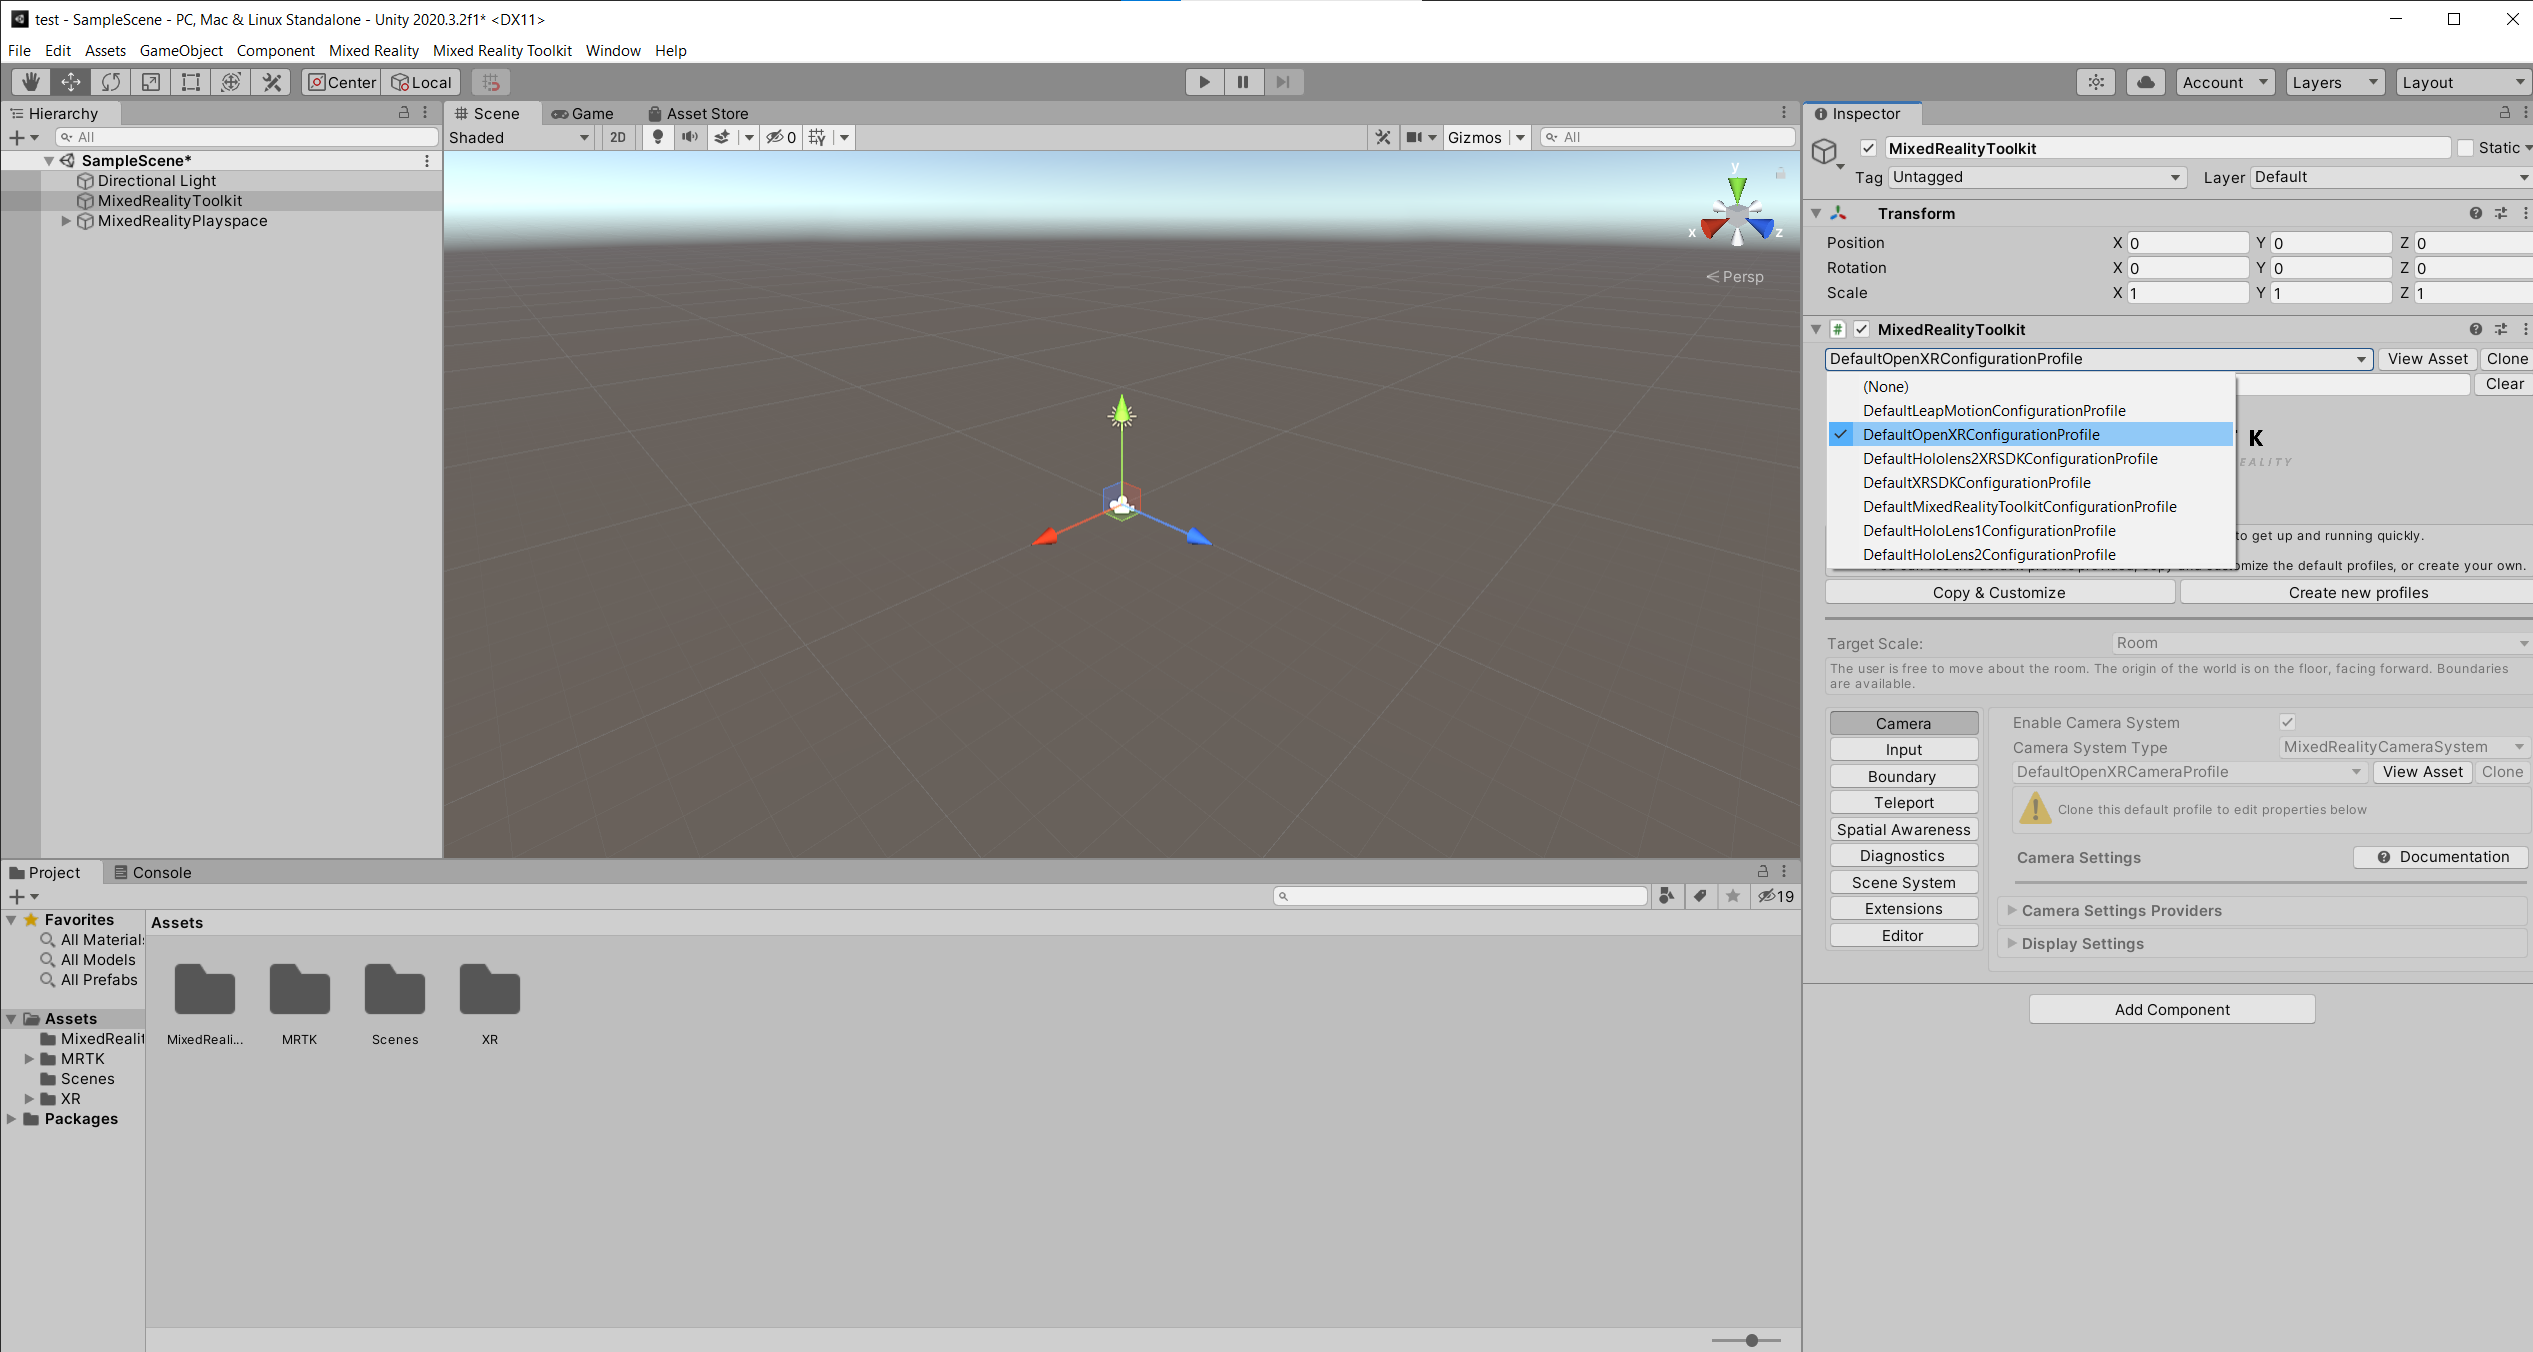 test - SampleScene - PC, Mac & Linux Standalone - Unity 2020.3.2f1* <DX11>
File Edit Assets GameObject Component Mixed Reality Mixed Reality Toolkit Window Help
Center Local Account Layers Layout
Hierarchy
All
SampleScene*
Directional Light
MixedRealityToolkit
MixedRealityPlayspace
Scene Game Asset Store
Shaded 2D 0 Gizmos All
y
x z
Persp
Inspector
MixedRealityToolkit Static
Tag Untagged Layer Default
Transform
Position X 0 Y 0 Z 0
Rotation X 0 Y 0 Z 0
Scale X 1 Y 1 Z 1
MixedRealityToolkit
DefaultOpenXRConfigurationProfile View Asset Clone
Clear
(None)
DefaultLeapMotionConfigurationProfile
DefaultOpenXRConfigurationProfile
DefaultHololens2XRSDKConfigurationProfile
DefaultXRSDKConfigurationProfile
DefaultMixedRealityToolkitConfigurationProfile
DefaultHoloLens1ConfigurationProfile
DefaultHoloLens2ConfigurationProfile
K
EALITY
to get up and running quickly.
customize the default profiles, or create your own.
Copy & Customize Create new profiles
Target Scale: Room
The user is free to move about the room. The origin of the world is on the floor, facing forward. Boundaries
are available.
Camera
Input
Boundary
Teleport
Spatial Awareness
Diagnostics
Scene System
Extensions
Editor
Enable Camera System
Camera System Type MixedRealityCameraSystem
DefaultOpenXRCameraProfile View Asset Clone
Clone this default profile to edit properties below
Camera Settings Documentation
Camera Settings Providers
Display Settings
Add Component
Project Console
19
Favorites
All Materials
All Models
All Prefabs
Assets
MixedRealit
MRTK
Scenes
XR
Packages
Assets
MixedReali... MRTK Scenes XR